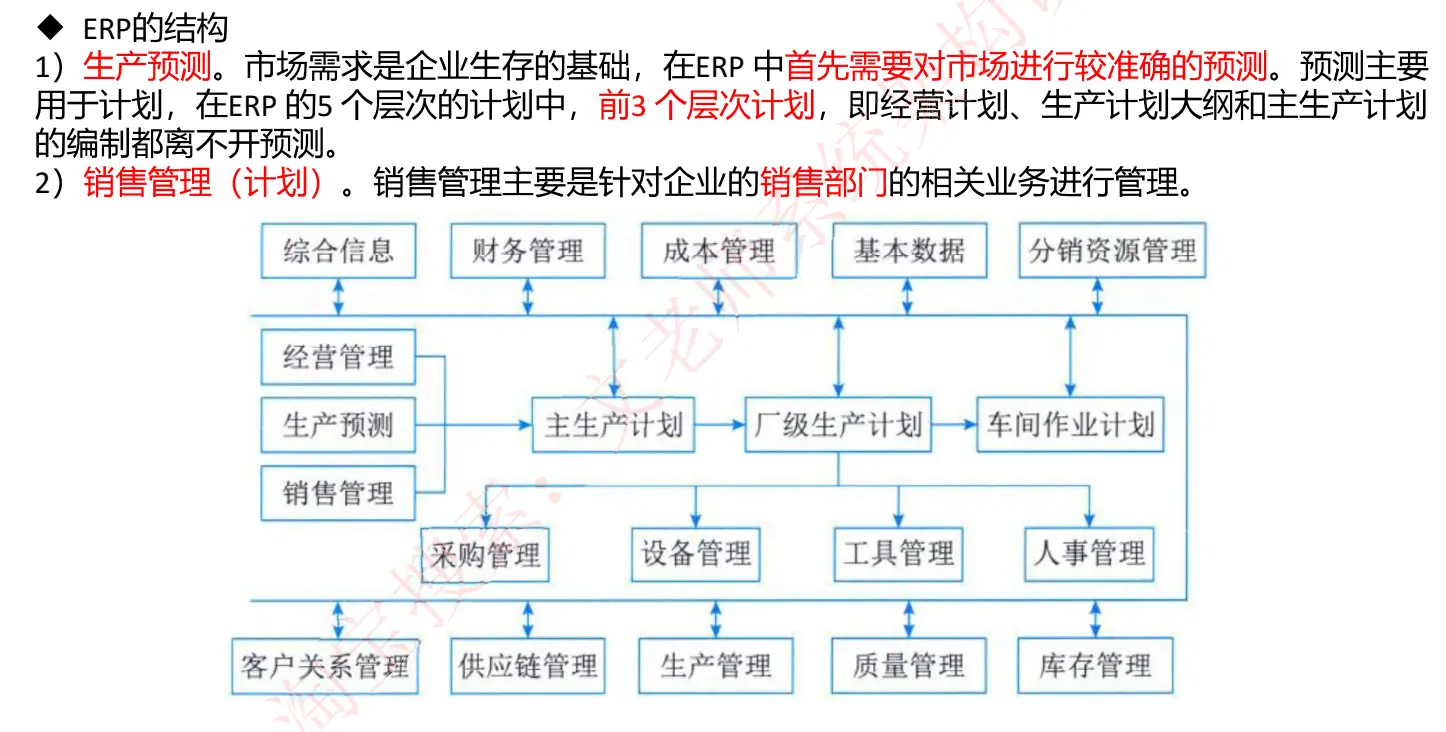 ◆ ERP的结构
1）生产预测。市场需求是企业生存的基础，在ERP 中首先需要对市场进行较准确的预测。预测主要
用于计划，在ERP 的5 个层次的计划中，前3 个层次计划，即经营计划、生产计划大纲和主生产计划
的编制都离不开预测。
2）销售管理（计划）。销售管理主要是针对企业的销售部门的相关业务进行管理。
综合信息 财务管理 成本管理 基本数据 分销资源管理
经营管理
生产预测 主生产计划 厂级生产计划 车间作业计划
销售管理
采购管理 设备管理 工具管理 人事管理
客户关系管理 供应链管理 生产管理 质量管理 库存管理
淘宝搜索：文老师系统架构